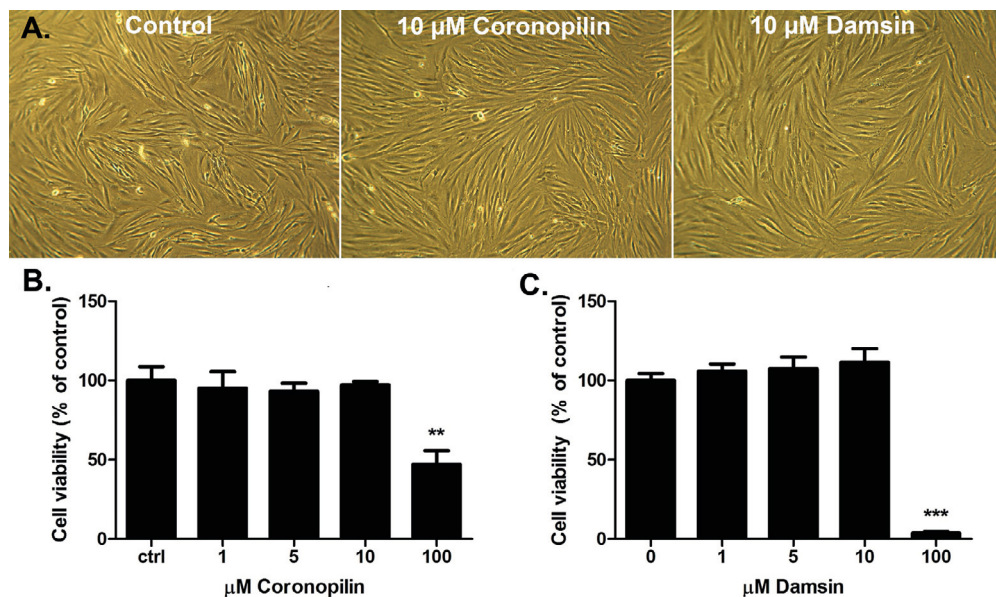 A. Control 10 µM Coronopilin 10 µM Damsin
B.
Cell viability (% of control)
150
100
50
0
**
ctrl 1 5 10 100
µM Coronopilin
C.
Cell viability (% of control)
150
100
50
0
***
0 1 5 10 100
µM Damsin